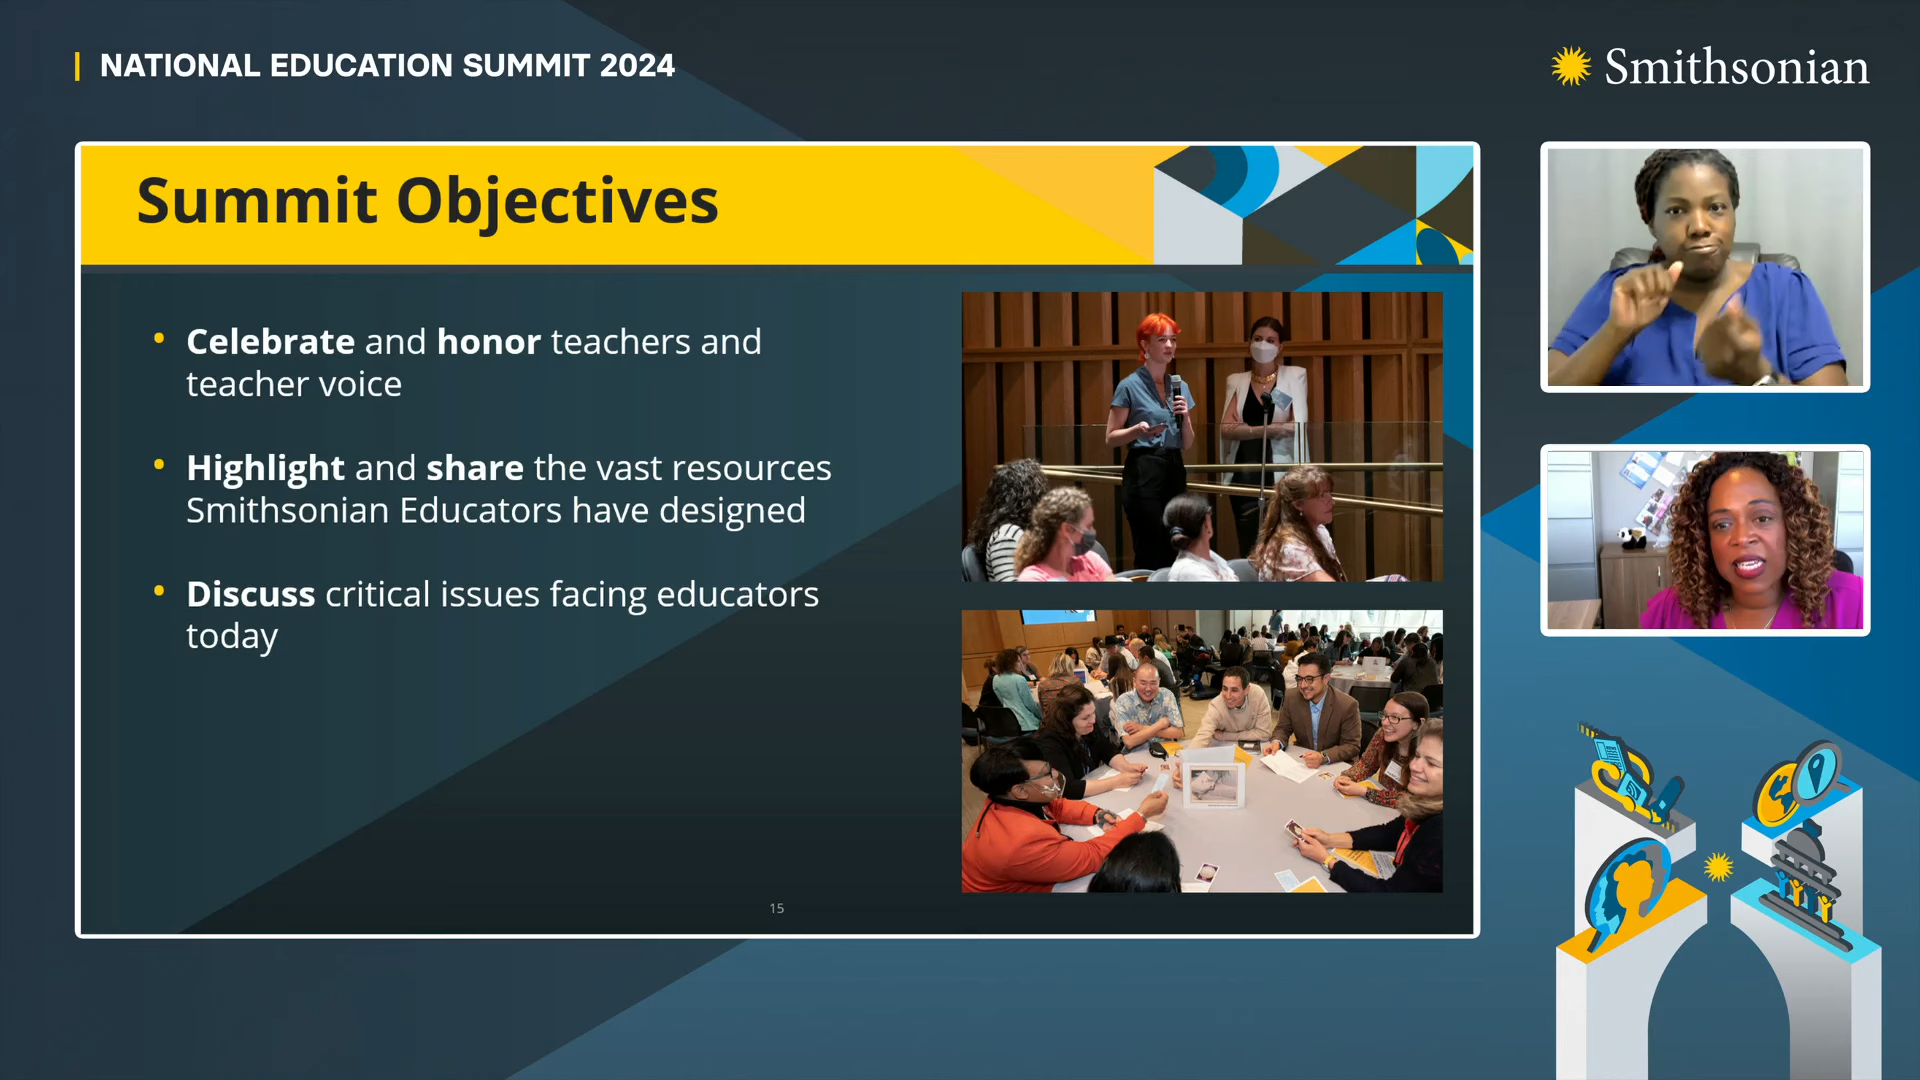 NATIONAL EDUCATION SUMMIT 2024
Smithsonian
Summit Objectives
• Celebrate and honor teachers and
teacher voice
• Highlight and share the vast resources
Smithsonian Educators have designed
• Discuss critical issues facing educators
today
15